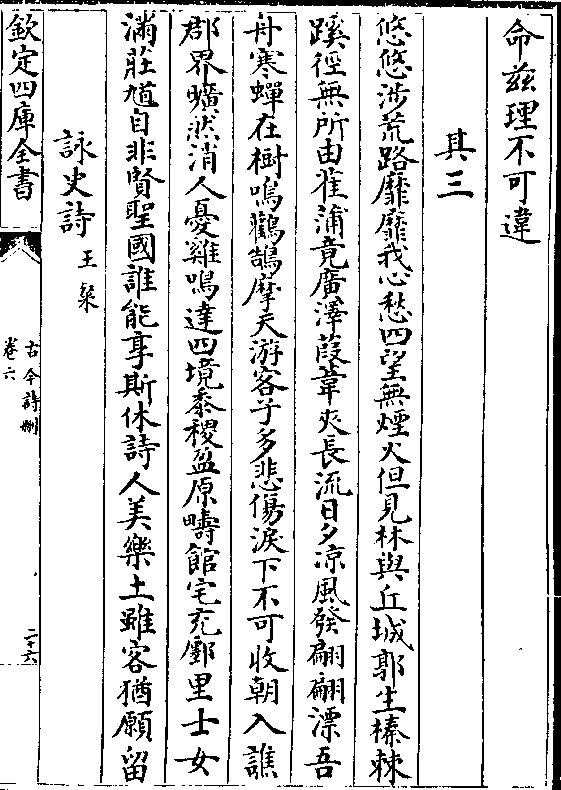 命茲理不可違
其三
悠悠涉荒路靡靡我心愁四望無煙火但見林與丘城郭生榛棘
蹊徑無所由雈蒲竟廣澤葭葦夾長流日夕凉風發翩翩漂吾
舟寒蟬在樹鳴鸛鵠摩天游客子多悲傷淚下不可收朝入譙
郡界曠然消人憂雞鳴達四境黍稷盈原疇館宅充鄽里士女
滿莊馗自非賢聖國誰能享斯休詩人美樂土雖客猶願留
詠史詩 王粲
欽定四庫全書
古今詩刪
卷六
二十六